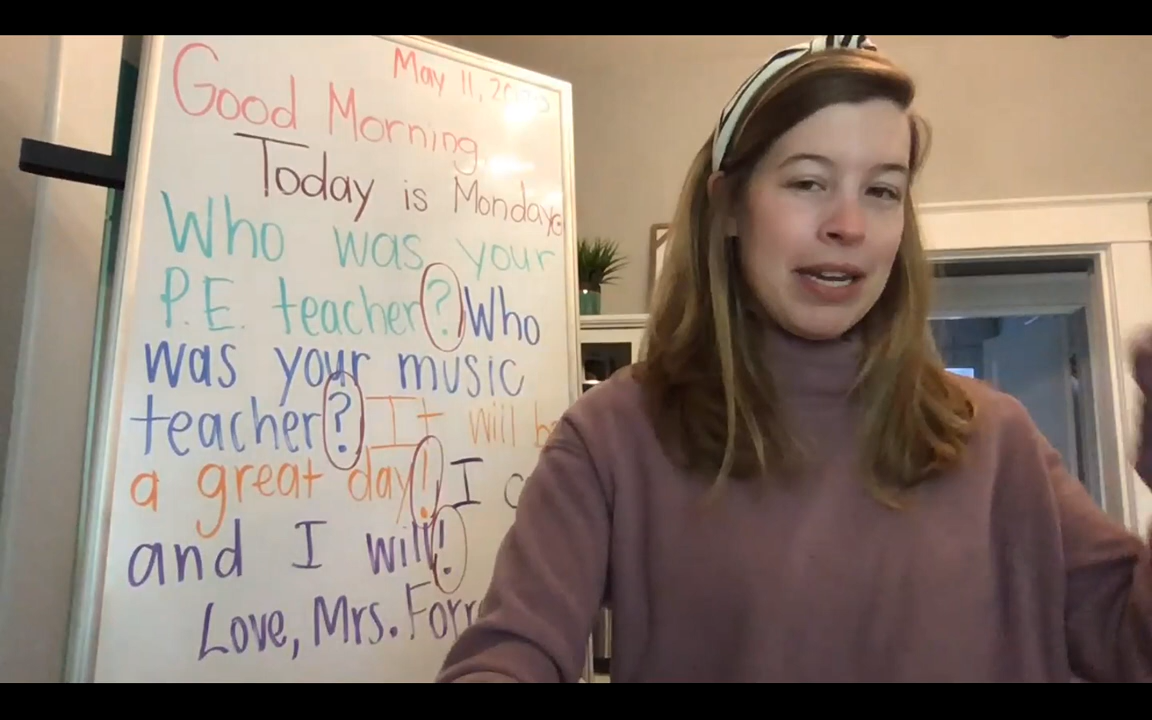 May 11, 2020
Good Morning,
Today is Monday.
Who was your
P.E. teacher? Who
was your music
teacher? It will
a great day! I
and I will!
Love, Mrs.